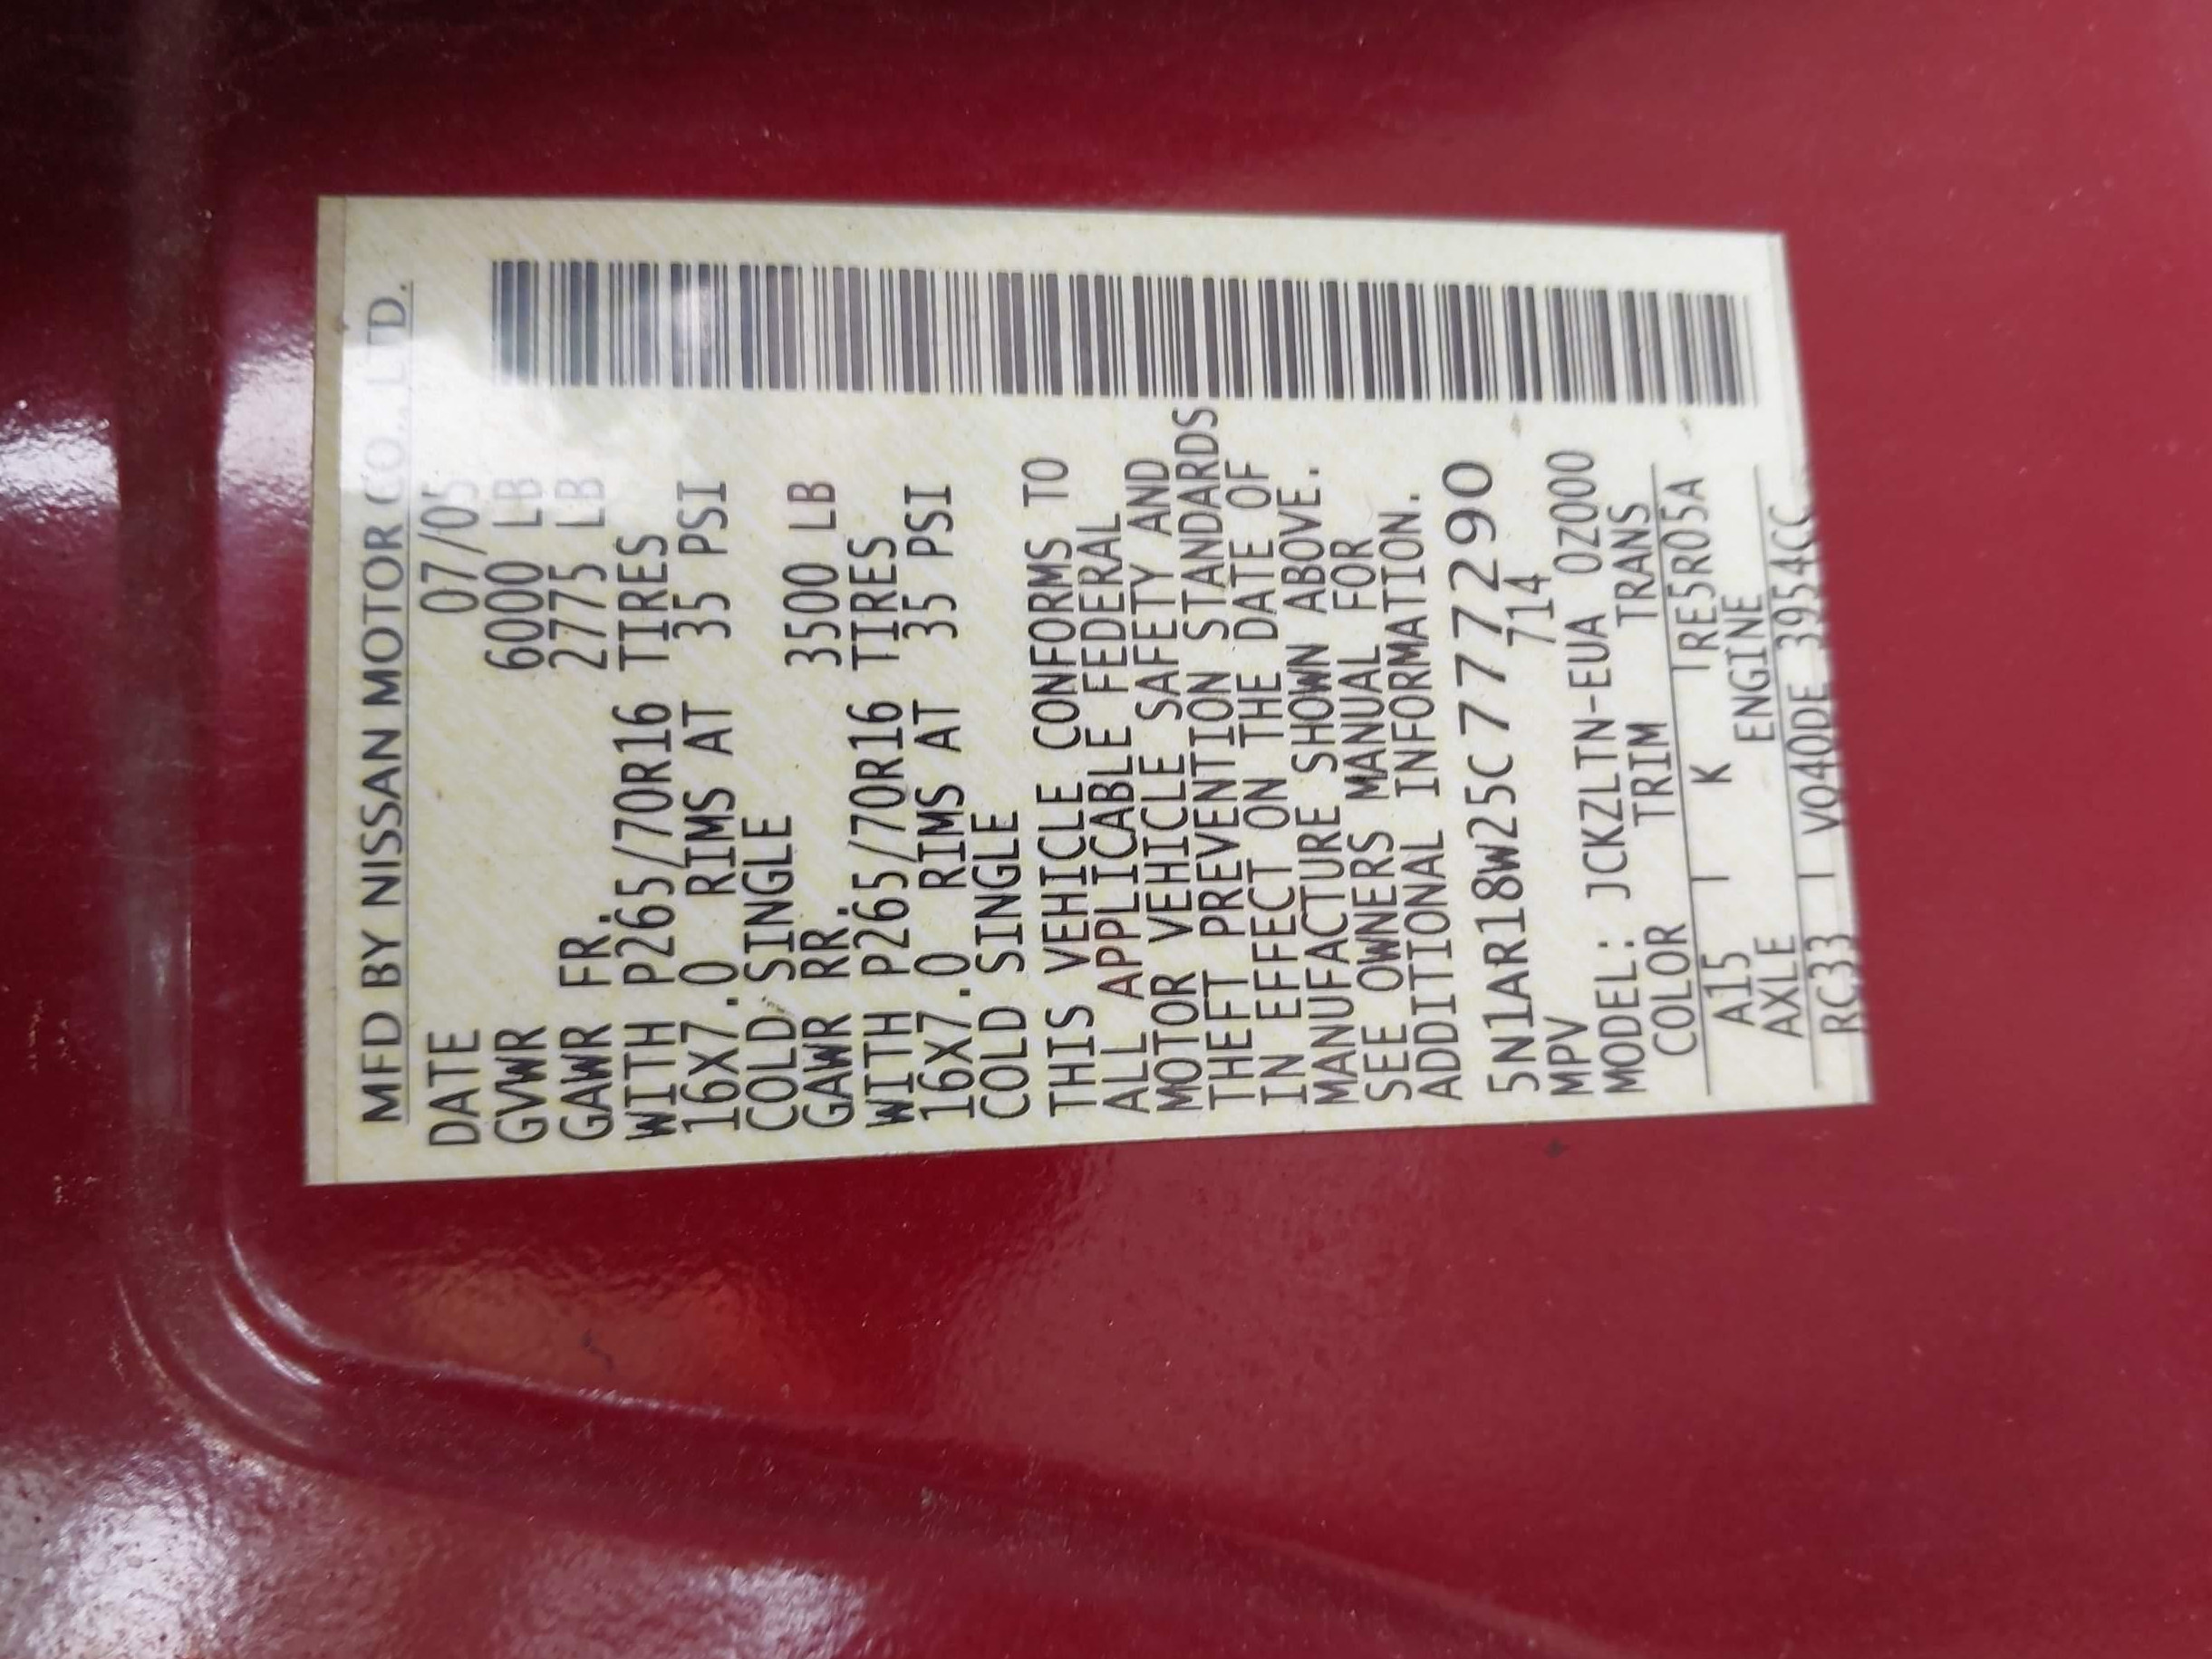 MFD BY NISSAN MOTOR CO., LTD.
DATE 07/05
GVWR 6000 LB
GAWR FR. 2775 LB
WITH P265/70R16 TIRES
16X7.0 RIMS AT 35 PSI
COLD SINGLE
GAWR RR. 3500 LB
WITH P265/70R16 TIRES
16X7.0 RIMS AT 35 PSI
COLD SINGLE
THIS VEHICLE CONFORMS TO
ALL APPLICABLE FEDERAL
MOTOR VEHICLE SAFETY AND
THEFT PREVENTION STANDARDS
IN EFFECT ON THE DATE OF
MANUFACTURE SHOWN ABOVE.
SEE OWNERS MANUAL FOR
ADDITIONAL INFORMATION.
5N1AR18W25C777290
MPV 714
MODEL: JCKZLTN-EUA 0Z000
COLOR TRIM TRANS
A15 K RE5R05A
AXLE ENGINE
RC33 VQ40DE 3954CC